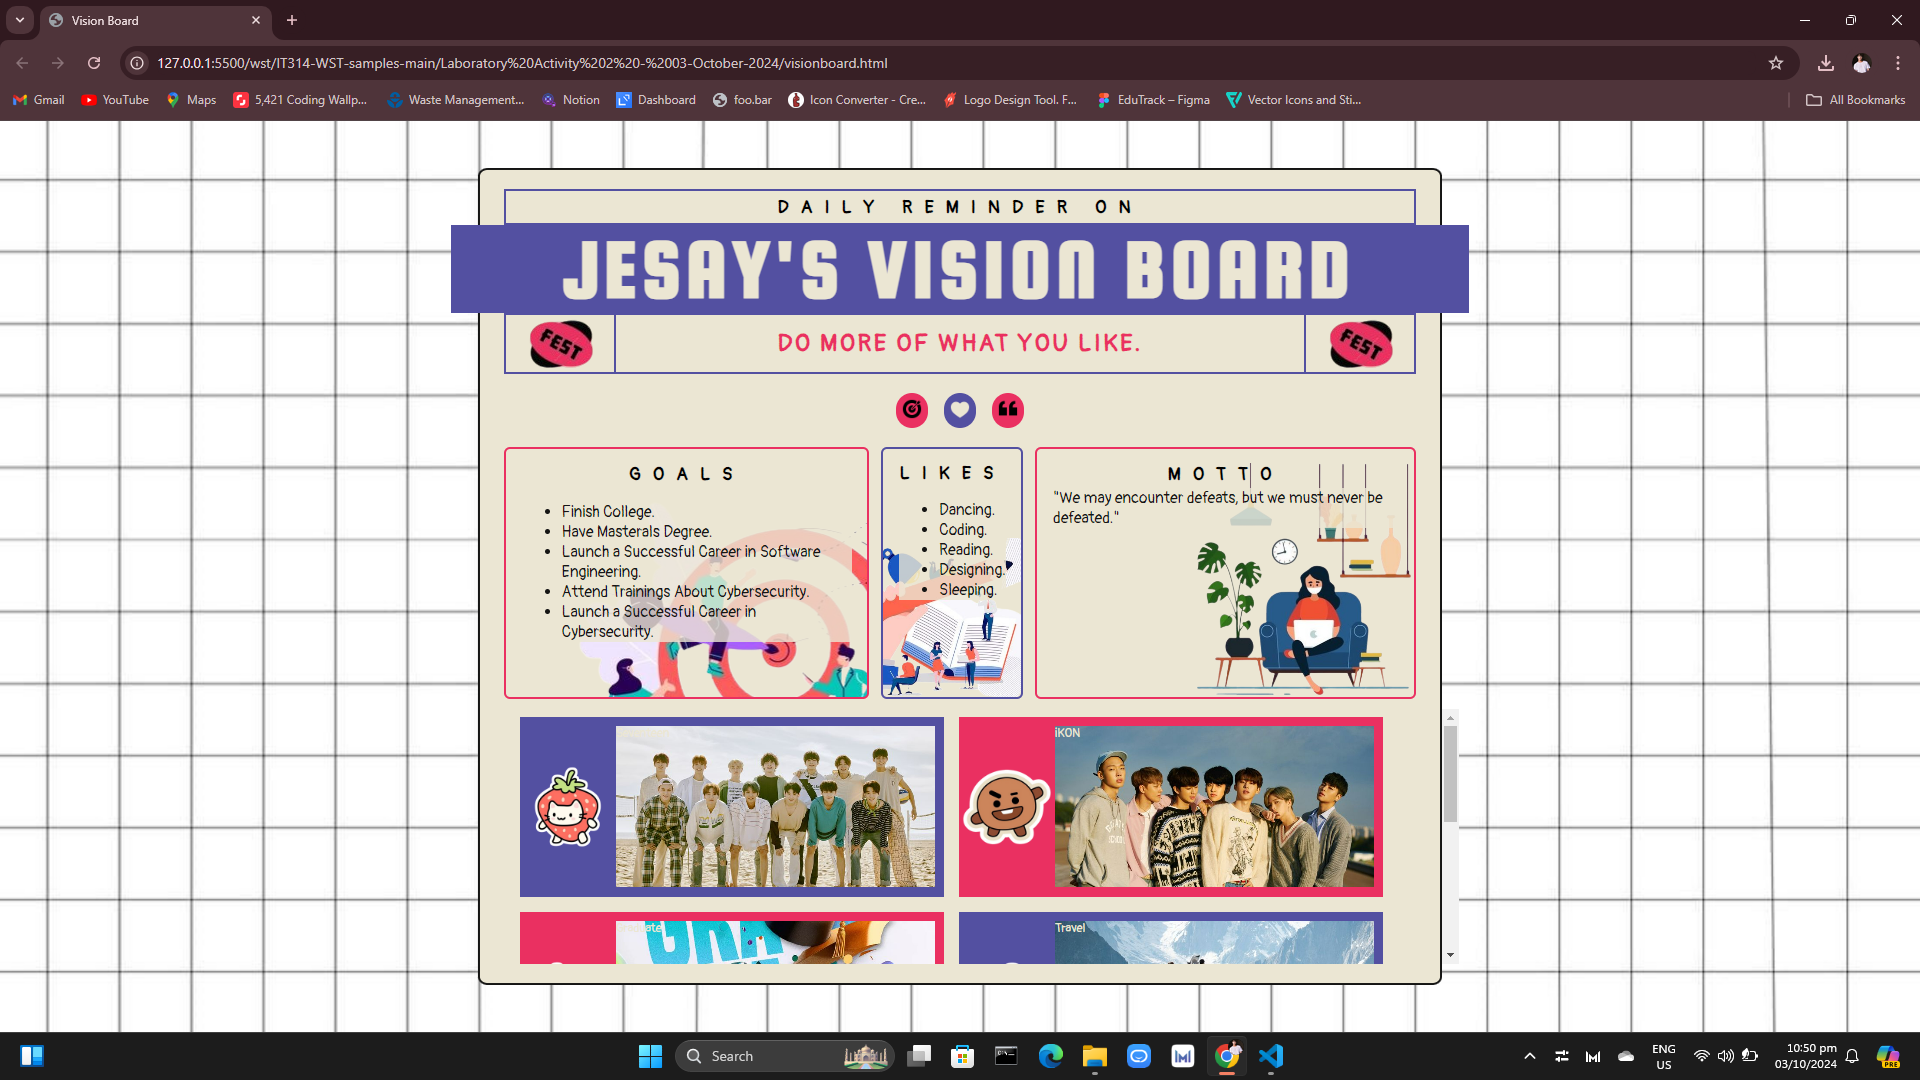 Vision Board
127.0.0.1:5500/wst/IT314-WST-samples-main/Laboratory%20Activity%202%20-%2003-October-2024/visionboard.html
Gmail
YouTube
Maps
5,421 Coding Wallp...
Waste Management...
Notion
Dashboard
foo.bar
Icon Converter - Cre...
Logo Design Tool. F...
EduTrack – Figma
Vector Icons and Sti...
All Bookmarks
DAILY REMINDER ON
JESAY'S VISION BOARD
FEST
DO MORE OF WHAT YOU LIKE.
FEST
GOALS
• Finish College.
• Have Masterals Degree.
• Launch a Successful Career in Software
Engineering.
• Attend Trainings About Cybersecurity.
• Launch a Successful Career in
Cybersecurity.
LIKES
• Dancing.
• Coding.
• Reading.
• Designing.
• Sleeping.
MOTTO
"We may encounter defeats, but we must never be
defeated."
iKON
GRA
Travel
Search
ENG
US
10:50 pm
03/10/2024
PRE